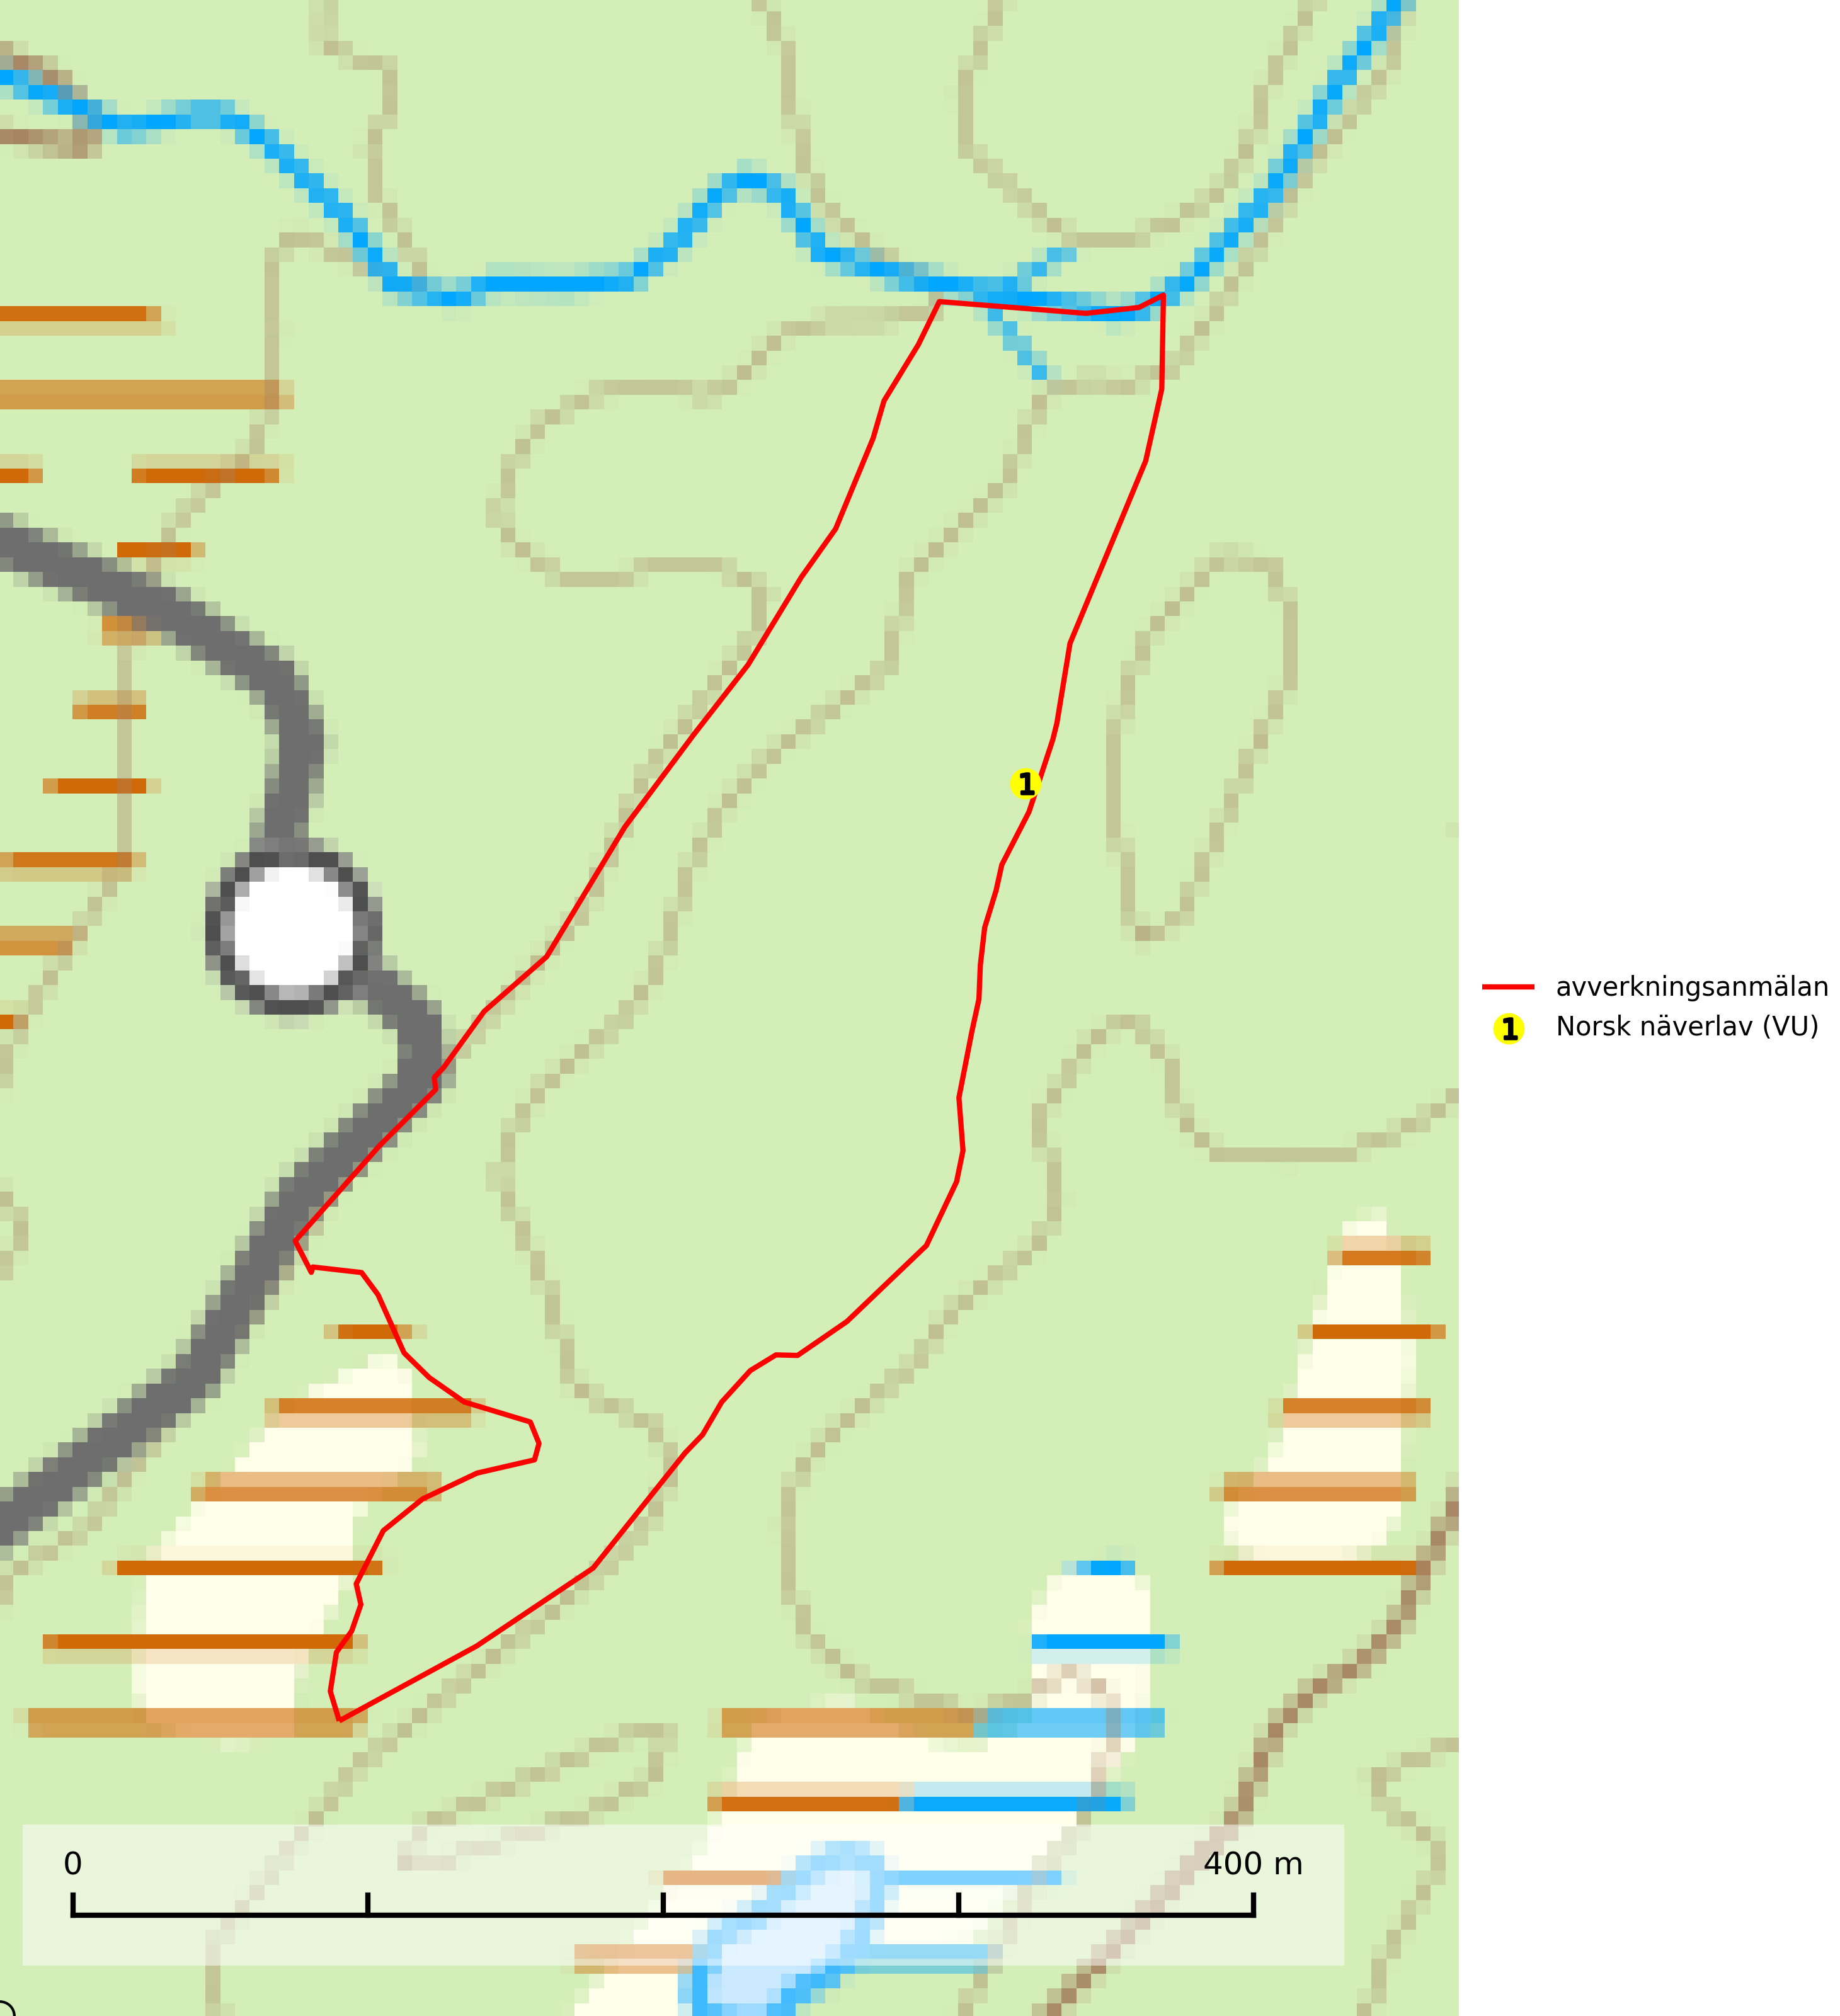 1
avverkningsanmälan
1 Norsk näverlav (VU)
0 400 m